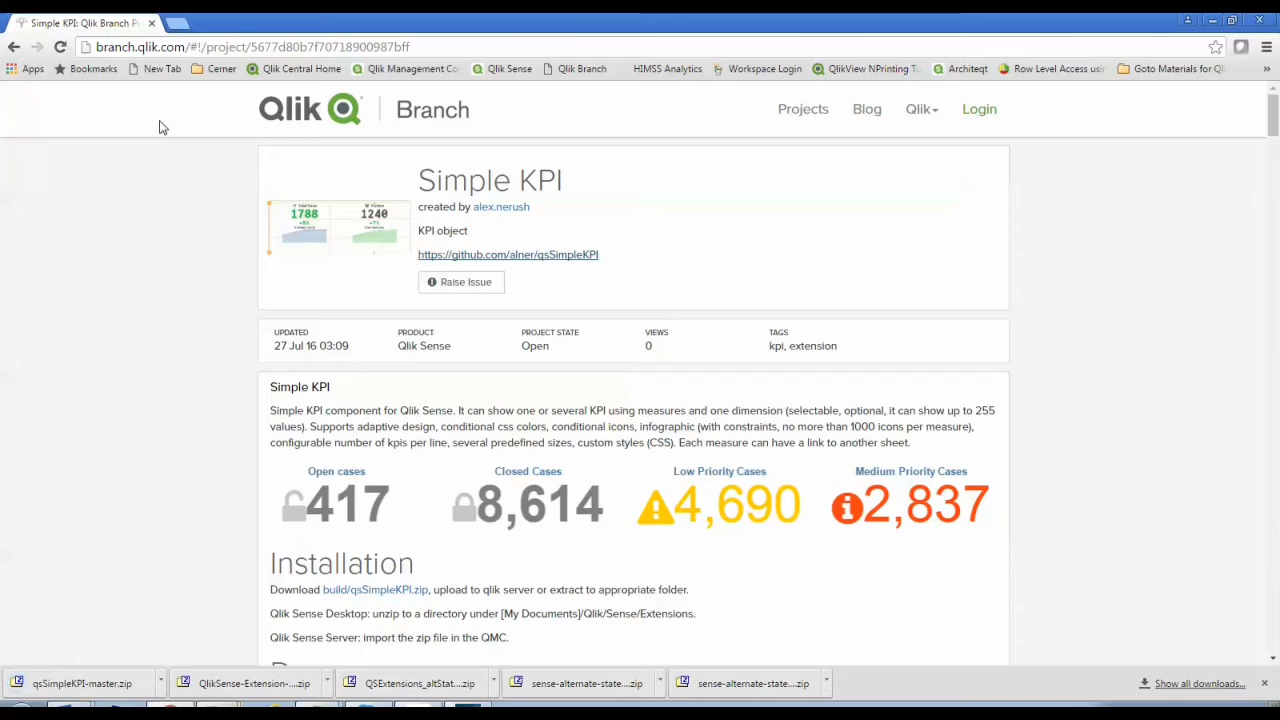 Simple KPI: Qlik Branch P
branch.qlik.com/#!/project/5677d80b7f70718900987bff
Apps Bookmarks New Tab Cerner Qlik Central Home Qlik Management Co Qlik Sense Qlik Branch HIMSS Analytics Workspace Login QlikView NPrinting Tu Architeqt Row Level Access usin Goto Materials for Qli »
Qlik Branch Projects Blog Qlik Login
Simple KPI
created by alex.nerush
1788 1240
KPI object
https://github.com/alner/qsSimpleKPI
Raise Issue
UPDATED PRODUCT PROJECT STATE VIEWS TAGS
27 Jul 16 03:09 Qlik Sense Open 0 kpi, extension
Simple KPI
Simple KPI component for Qlik Sense. It can show one or several KPI using measures and one dimension (selectable, optional, it can show up to 255
values). Supports adaptive design, conditional css colors, conditional icons, infographic (with constraints, no more than 1000 icons per measure),
configurable number of kpis per line, several predefined sizes, custom styles (CSS). Each measure can have a link to another sheet.
Open cases Closed Cases Low Priority Cases Medium Priority Cases
417 8,614 4,690 2,837
Installation
Download build/qsSimpleKPI.zip, upload to qlik server or extract to appropriate folder.
Qlik Sense Desktop: unzip to a directory under [My Documents]/Qlik/Sense/Extensions.
Qlik Sense Server: import the zip file in the QMC.
qsSimpleKPI-master.zip QlikSense-Extension-....zip QSExtensions_altStat....zip sense-alternate-state....zip sense-alternate-state....zip Show all downloads...